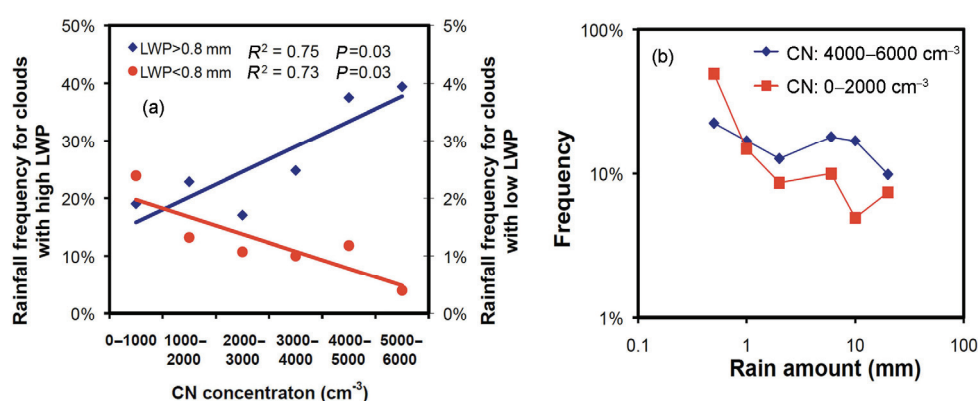 50%
40%
30%
20%
10%
0%
Rainfall frequency for clouds
with high LWP
LWP>0.8 mm R² = 0.75 P=0.03
LWP<0.8 mm R² = 0.73 P=0.03
(a)
5%
4%
3%
2%
1%
0%
Rainfall frequency for clouds
with low LWP
0–1000
1000–
2000
2000–
3000
3000–
4000
4000–
5000
5000–
6000
CN concentraton (cm⁻³)
100%
10%
1%
Frequency
(b)
CN: 4000–6000 cm⁻³
CN: 0–2000 cm⁻³
0.1
1
10
100
Rain amount (mm)